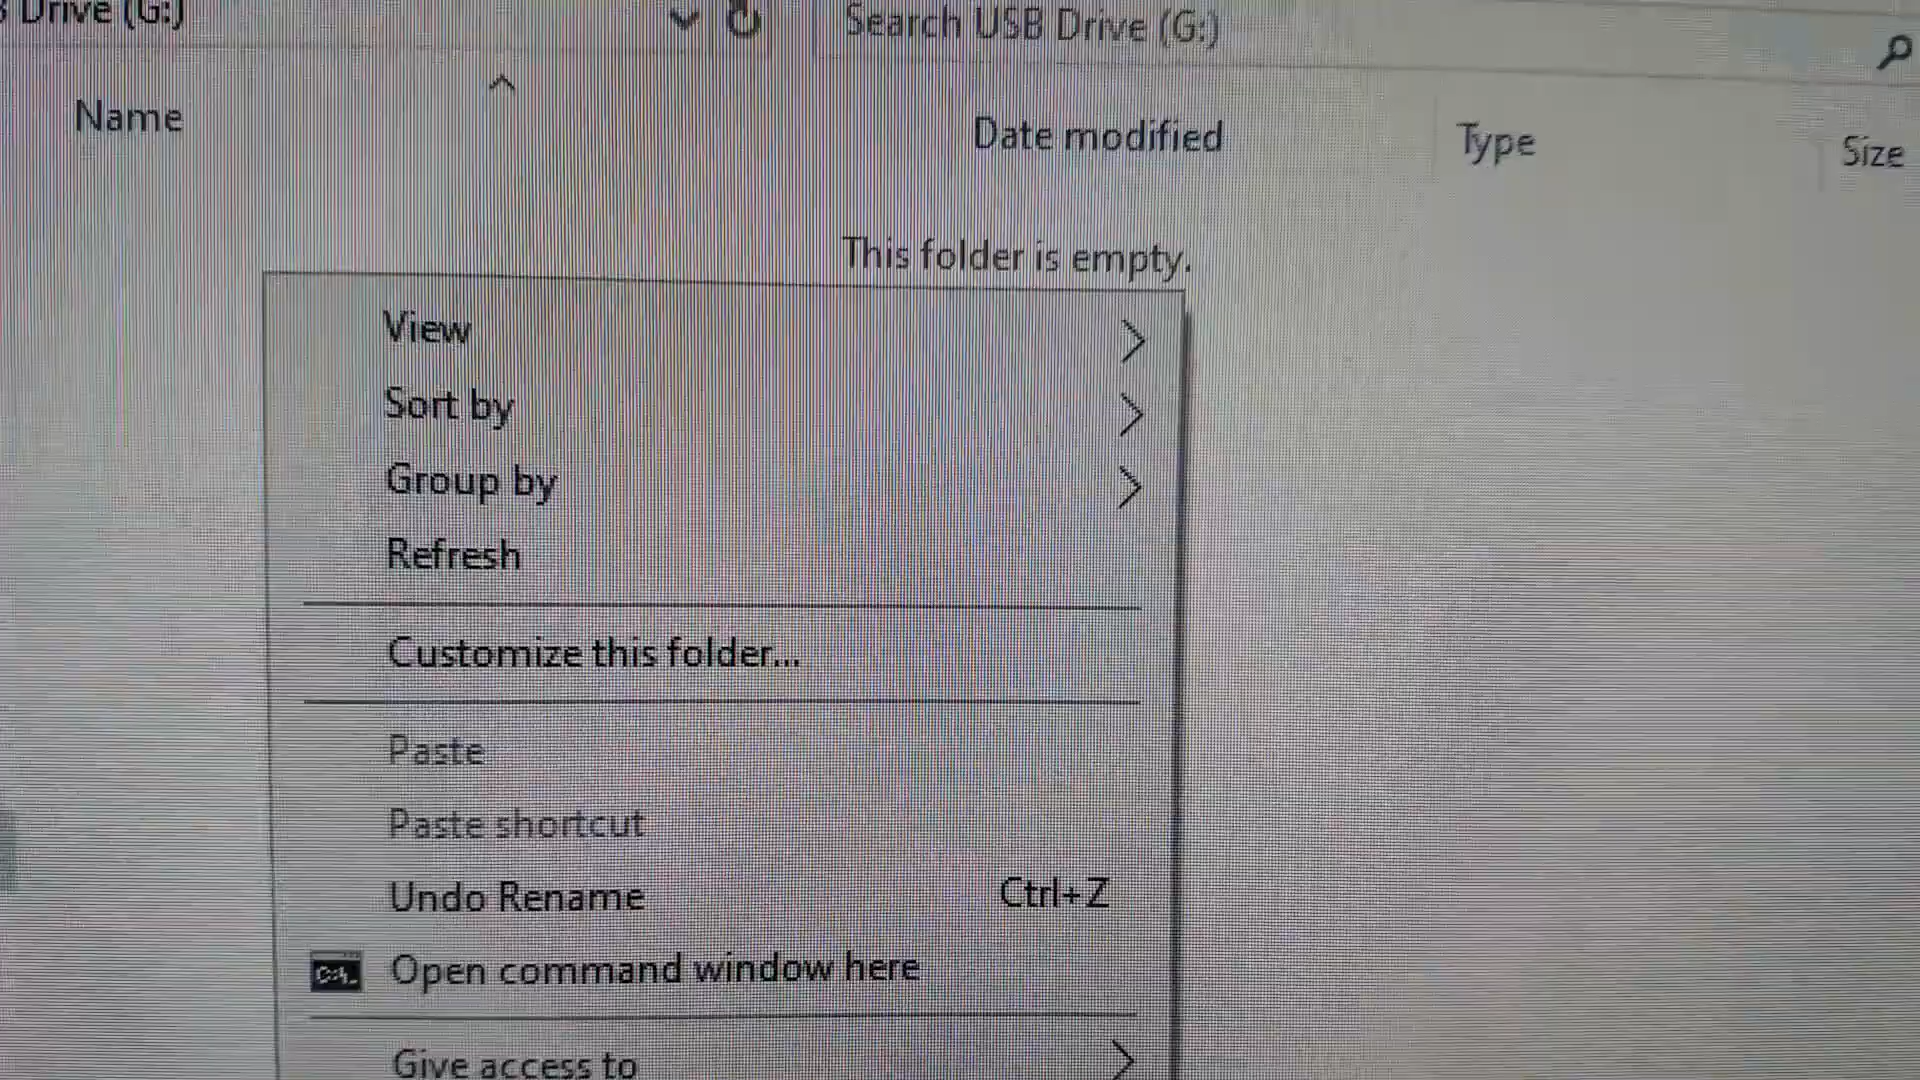 Drive (G:)
Search USB Drive (G:)
Name
Date modified
Type
Size
This folder is empty.
View
Sort by
Group by
Refresh
Customize this folder...
Paste
Paste shortcut
Undo Rename Ctrl+Z
Open command window here
Give access to